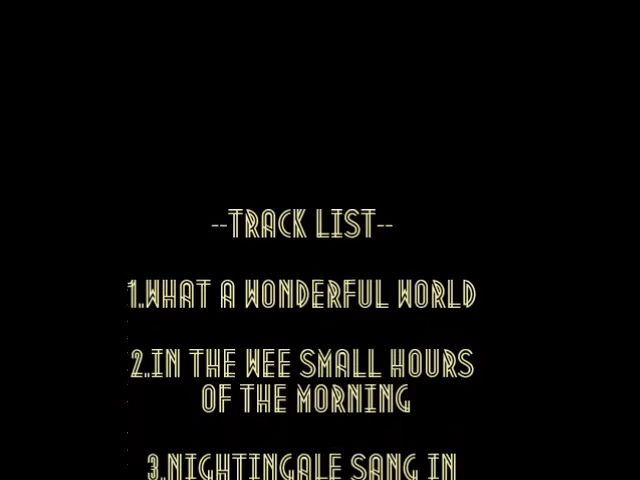 --TRACK LIST--
1.WHAT A WONDERFUL WORLD
2.IN THE WEE SMALL HOURS
OF THE MORNING
3.NIGHTINGALE SANG IN